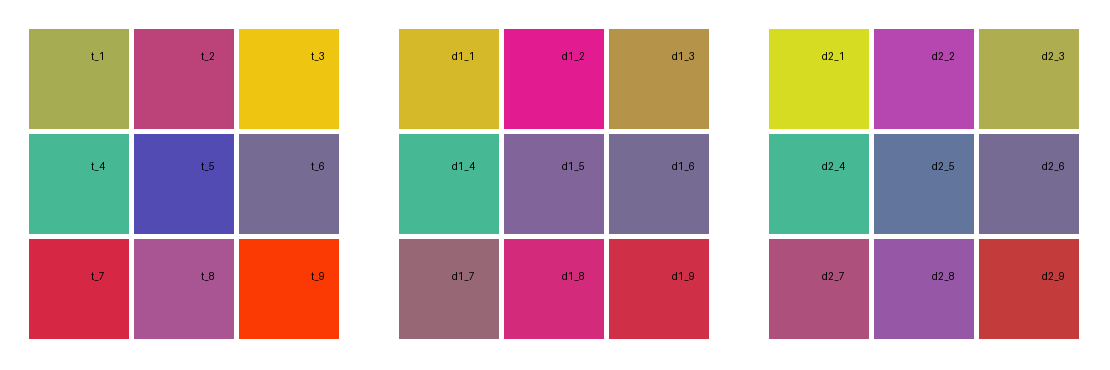 t_1 t_2 t_3 d1_1 d1_2 d1_3 d2_1 d2_2 d2_3
t_4 t_5 t_6 d1_4 d1_5 d1_6 d2_4 d2_5 d2_6
t_7 t_8 t_9 d1_7 d1_8 d1_9 d2_7 d2_8 d2_9